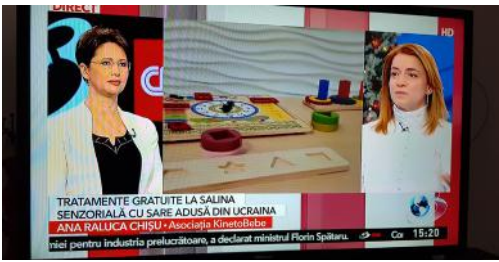 DIRECT
HD
TRATAMENTE GRATUITE LA SALINA
SENZORIALĂ CU SARE ADUSĂ DIN UCRAINA
ANA RALUCA CHIȘU • Asociația KinetoBebe
miei pentru industria prelucrătoare, a declarat ministrul Florin Spătaru. Co
15:20